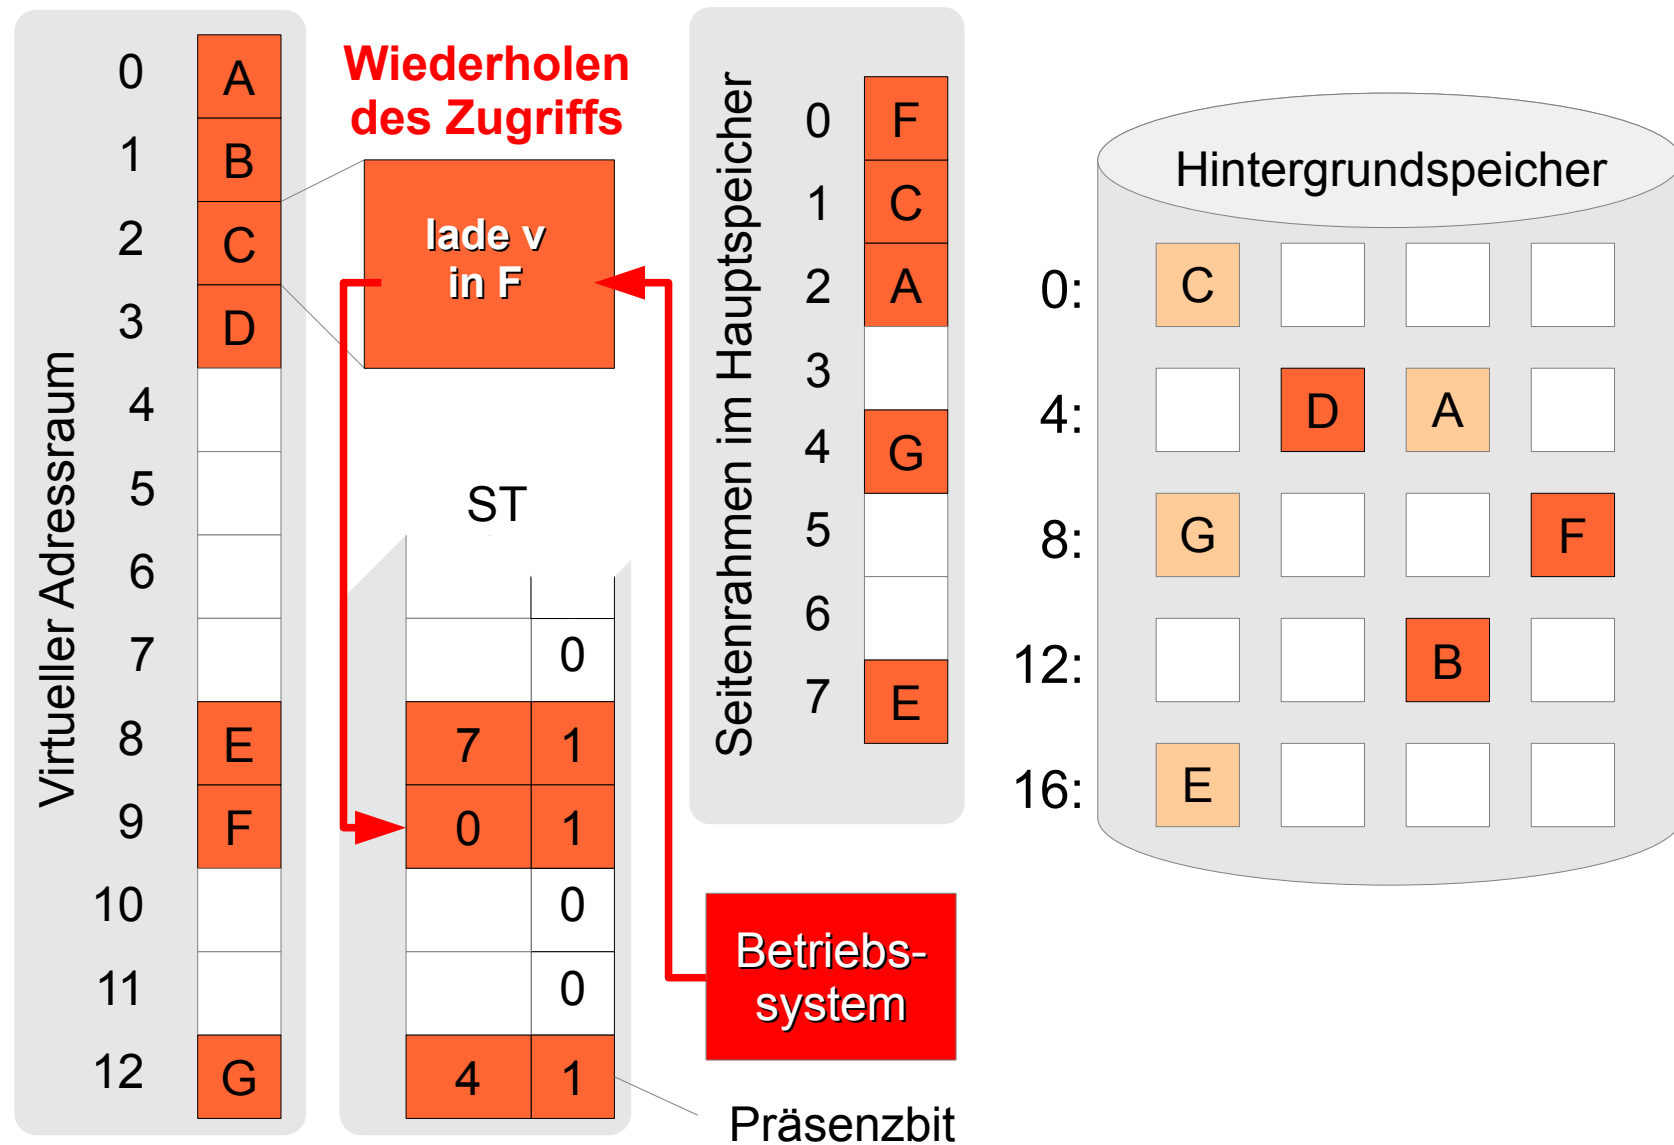 Virtueller Adressraum
0 A
1 B
2 C
3 D
4
5
6
7
8 E
9 F
10
11
12 G
Wiederholen
des Zugriffs
lade v
in F
ST
0
7 1
0 1
0
0
4 1
Präsenzbit
Seitenrahmen im Hauptspeicher
0 F
1 C
2 A
3
4 G
5
6
7 E
Betriebs-
system
Hintergrundspeicher
0: C
4: D A
8: G F
12: B
16: E